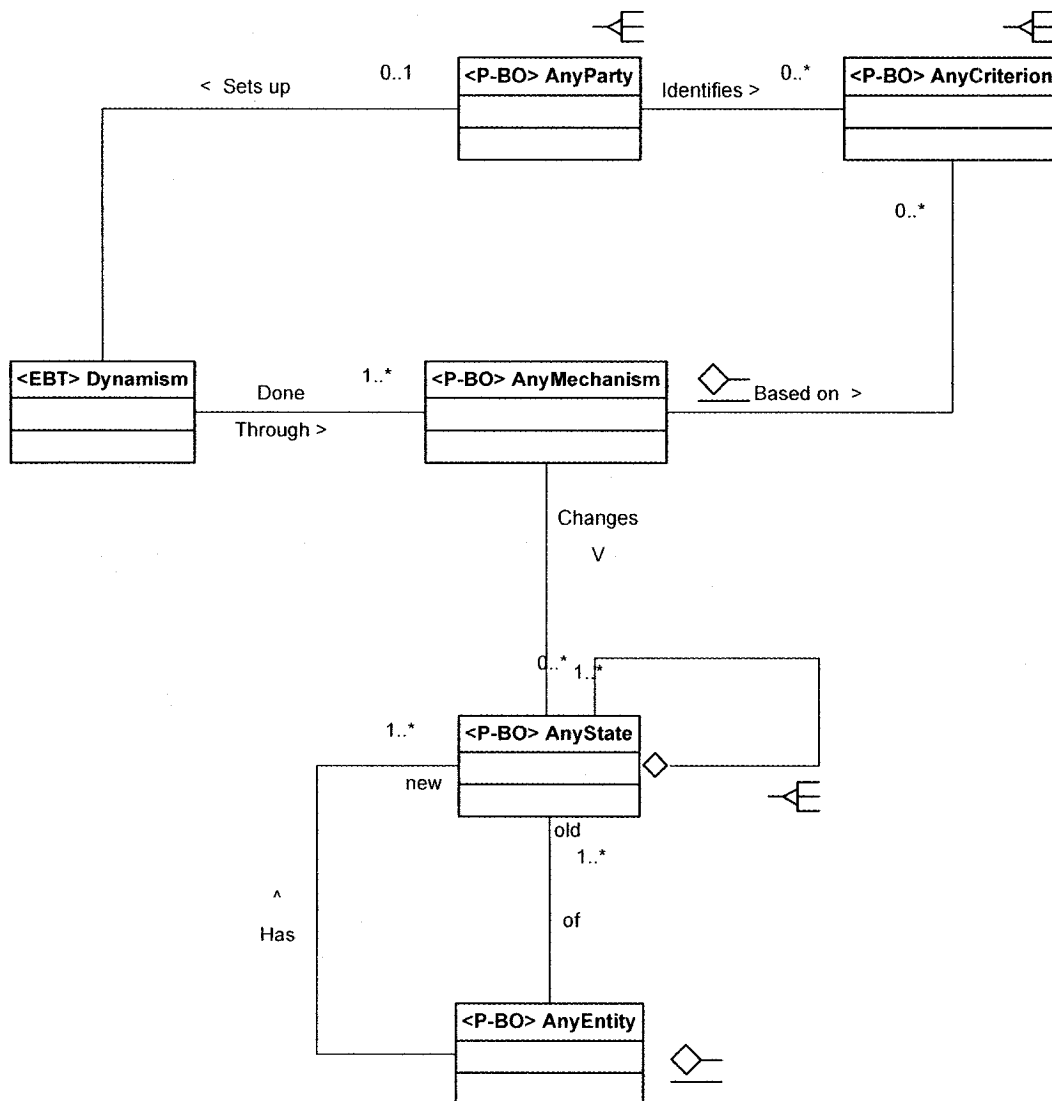 0..1
<P-BO> AnyParty
0..*
<P-BO> AnyCriterion
< Sets up
Identifies >
0..*
<EBT> Dynamism
1..*
<P-BO> AnyMechanism
Done
Through >
Based on >
Changes
V
0..*
1..*
1..*
<P-BO> AnyState
new
old
1..*
^
Has
of
<P-BO> AnyEntity